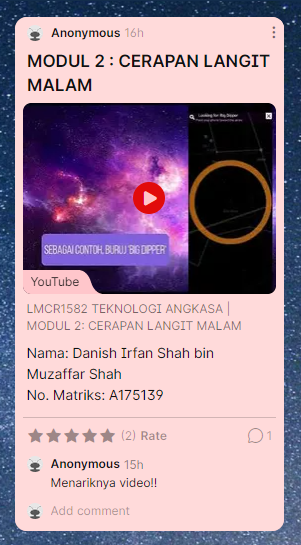 Anonymous 16h
MODUL 2 : CERAPAN LANGIT
MALAM
Looking for Big Dipper
SEBAGAI CONTOH, BURUJ 'BIG DIPPER'
YouTube
LMCR1582 TEKNOLOGI ANGKASA |
MODUL 2: CERAPAN LANGIT MALAM
Nama: Danish Irfan Shah bin
Muzaffar Shah
No. Matriks: A175139
(2) Rate 1
Anonymous 15h
Menariknya video!!
Add comment